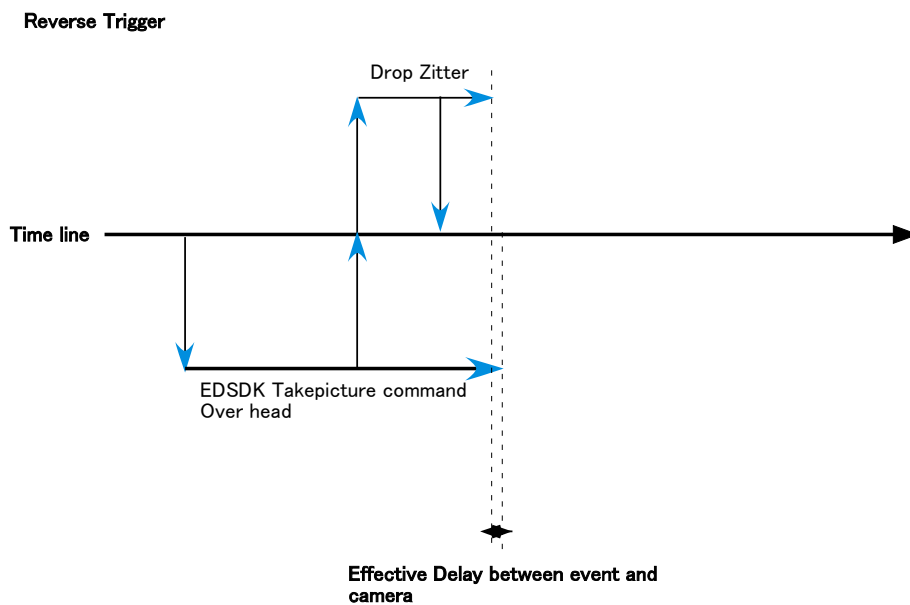 Reverse Trigger
Drop Zitter
Time line
EDSDK Takepicture command
Over head
Effective Delay between event and
camera